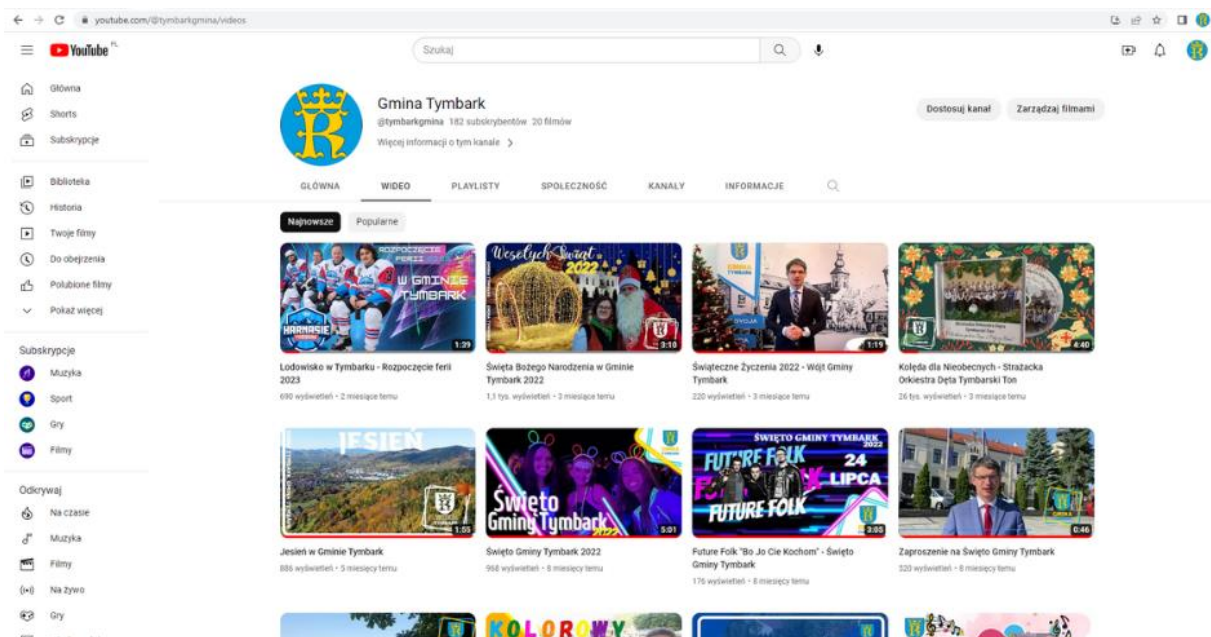 youtube.com/@tymbarkgmina/videos
YouTube PL
Szukaj
Główna
Shorts
Subskrypcje
Biblioteka
Historia
Twoje filmy
Do obejrzenia
Polubione filmy
Pokaż więcej
Subskrypcje
Muzyka
Sport
Gry
Filmy
Odkrywaj
Na czasie
Muzyka
Filmy
Na żywo
Gry
Gmina Tymbark
@tymbarkgmina 182 subskrybentów 20 filmów
Więcej informacji o tym kanale
Dostosuj kanał
Zarządzaj filmami
GŁÓWNA WIDEO PLAYLISTY SPOŁECZNOŚĆ KANAŁY INFORMACJE
Najnowsze Popularne
ROZPOCZĘCIE
FERII
W GMINIE
TYMBARK
HARNASIE
1:39
Lodowisko w Tymbarku - Rozpoczęcie ferii
2023
690 wyświetleń • 2 miesiące temu
Wesołych Świąt
2022
3:10
Święta Bożego Narodzenia w Gminie
Tymbark 2022
1,1 tys. wyświetleń • 3 miesiące temu
1:19
Świąteczne Życzenia 2022 - Wójt Gminy
Tymbark
220 wyświetleń • 3 miesiące temu
4:40
Kolęda dla Nieobecnych - Strażacka
Orkiestra Dęta Tymbarski Ton
26 tys. wyświetleń • 3 miesiące temu
JESIEŃ
1:55
Jesień w Gminie Tymbark
886 wyświetleń • 5 miesięcy temu
Święto
Gminy Tymbark
2022
5:01
Święto Gminy Tymbark 2022
968 wyświetleń • 8 miesięcy temu
ŚWIĘTO GMINY TYMBARK
2022
FUTURE FOLK
24
LIPCA
FUTURE FOLK
3:05
Future Folk "Bo Jo Cie Kochom" - Święto
Gminy Tymbark
176 wyświetleń • 8 miesięcy temu
0:46
Zaproszenie na Święto Gminy Tymbark
520 wyświetleń • 8 miesięcy temu
KOLOROWY